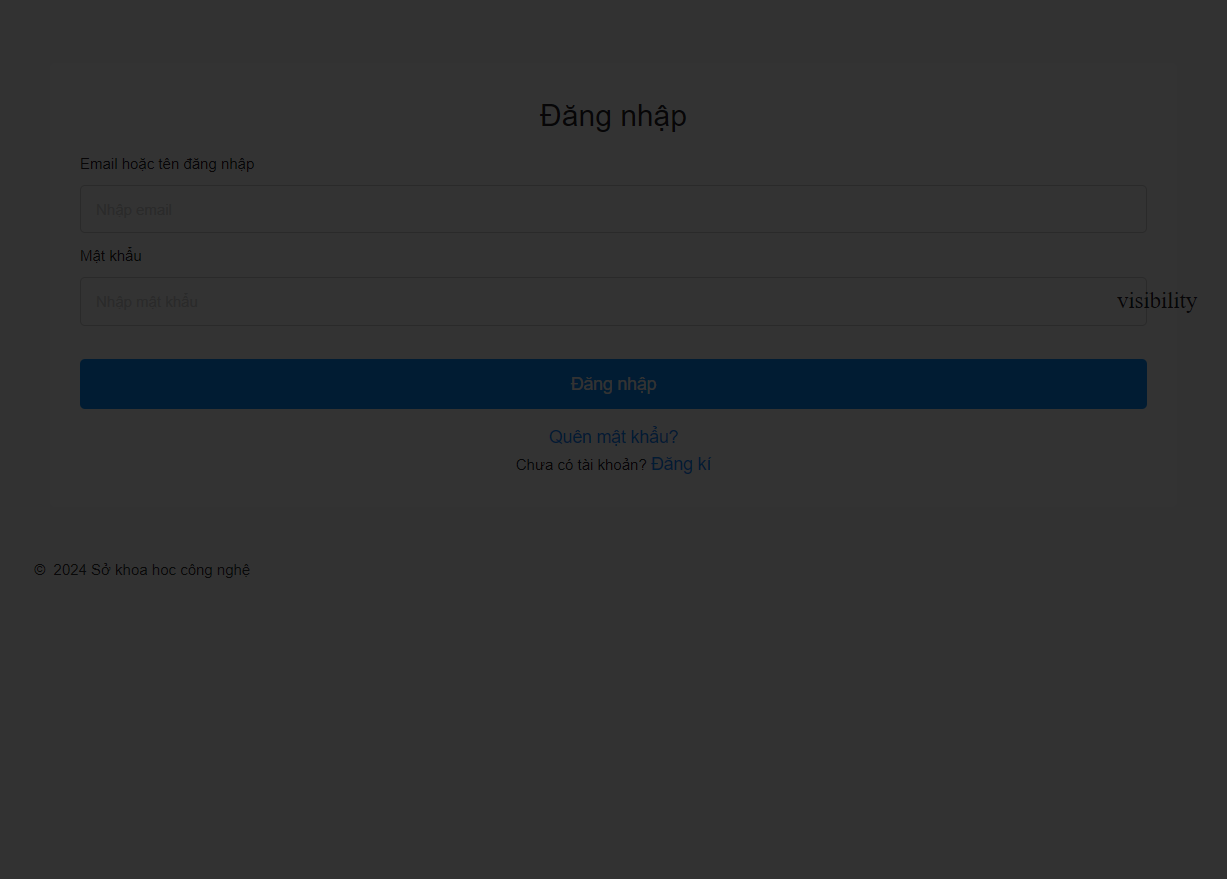 Đăng nhập
Email hoặc tên đăng nhập
Nhập email
Mật khẩu
Nhập mật khẩu
visibility
Đăng nhập
Quên mật khẩu?
Chưa có tài khoản? Đăng kí
© 2024 Sở khoa học công nghệ